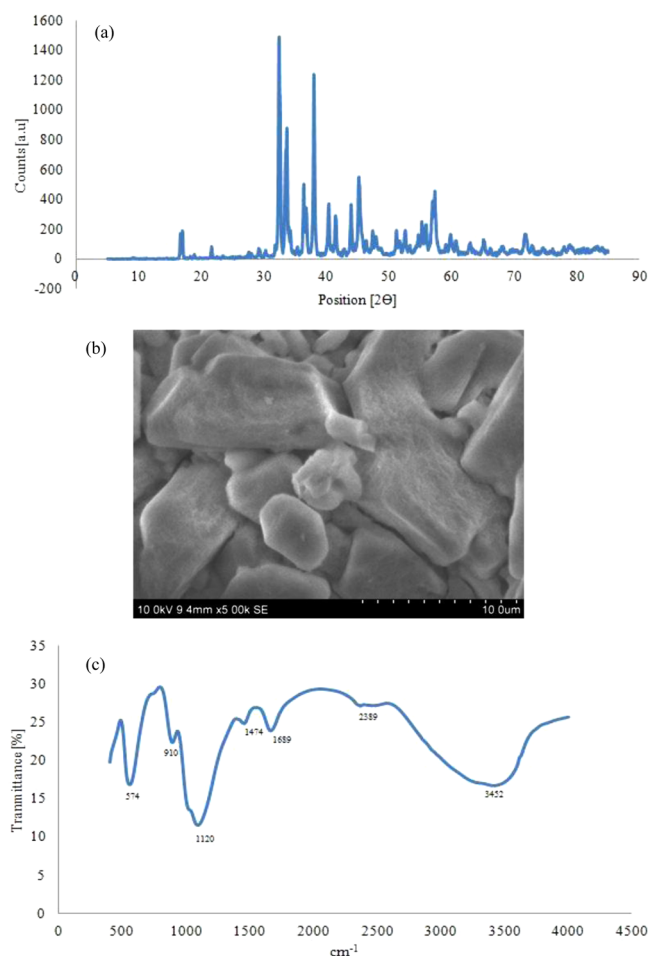 (a)
Counts [a.u]
1600
1400
1200
1000
800
600
400
200
0
-200
0 10 20 30 40 50 60 70 80 90
Position [2Θ]
(b)
10.0kV 9.4mm x5.00k SE 10.0um
(c)
Tranmittance [%]
35
30
25
20
15
10
5
0
574
910
1120
1474
1689
2389
3452
0 500 1000 1500 2000 2500 3000 3500 4000 4500
cm-1